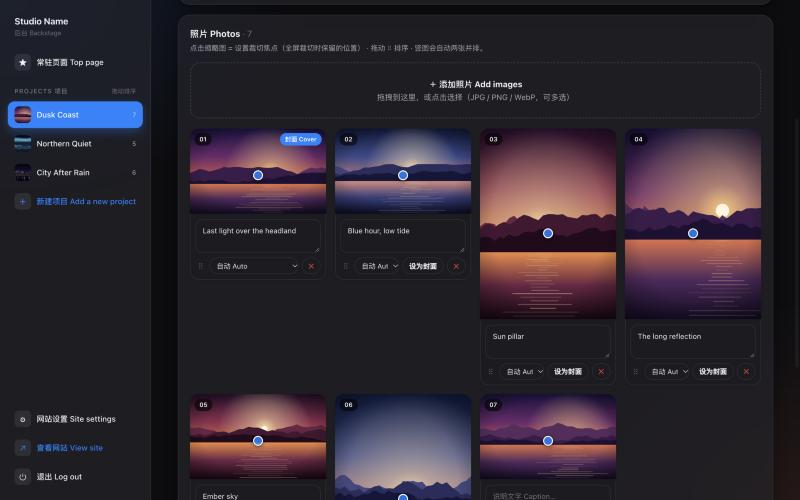 Studio Name
后台 Backstage
常驻页面 Top page
PROJECTS 项目
拖动排序
Dusk Coast
7
Northern Quiet
5
City After Rain
6
新建项目 Add a new project
网站设置 Site settings
查看网站 View site
退出 Log out
照片 Photos · 7
点击缩略图 = 设置裁切焦点（全屏裁切时保留的位置） · 拖动 ⠿ 排序 · 竖图会自动两张并排。
＋ 添加照片 Add images
拖拽到这里，或点击选择（JPG / PNG / WebP，可多选）
01
封面 Cover
Last light over the headland
自动 Auto
02
Blue hour, low tide
自动 Aut
设为封面
03
Sun pillar
自动 Aut
设为封面
04
The long reflection
自动 Aut
设为封面
05
Ember sky
06
07
说明文字 Caption...